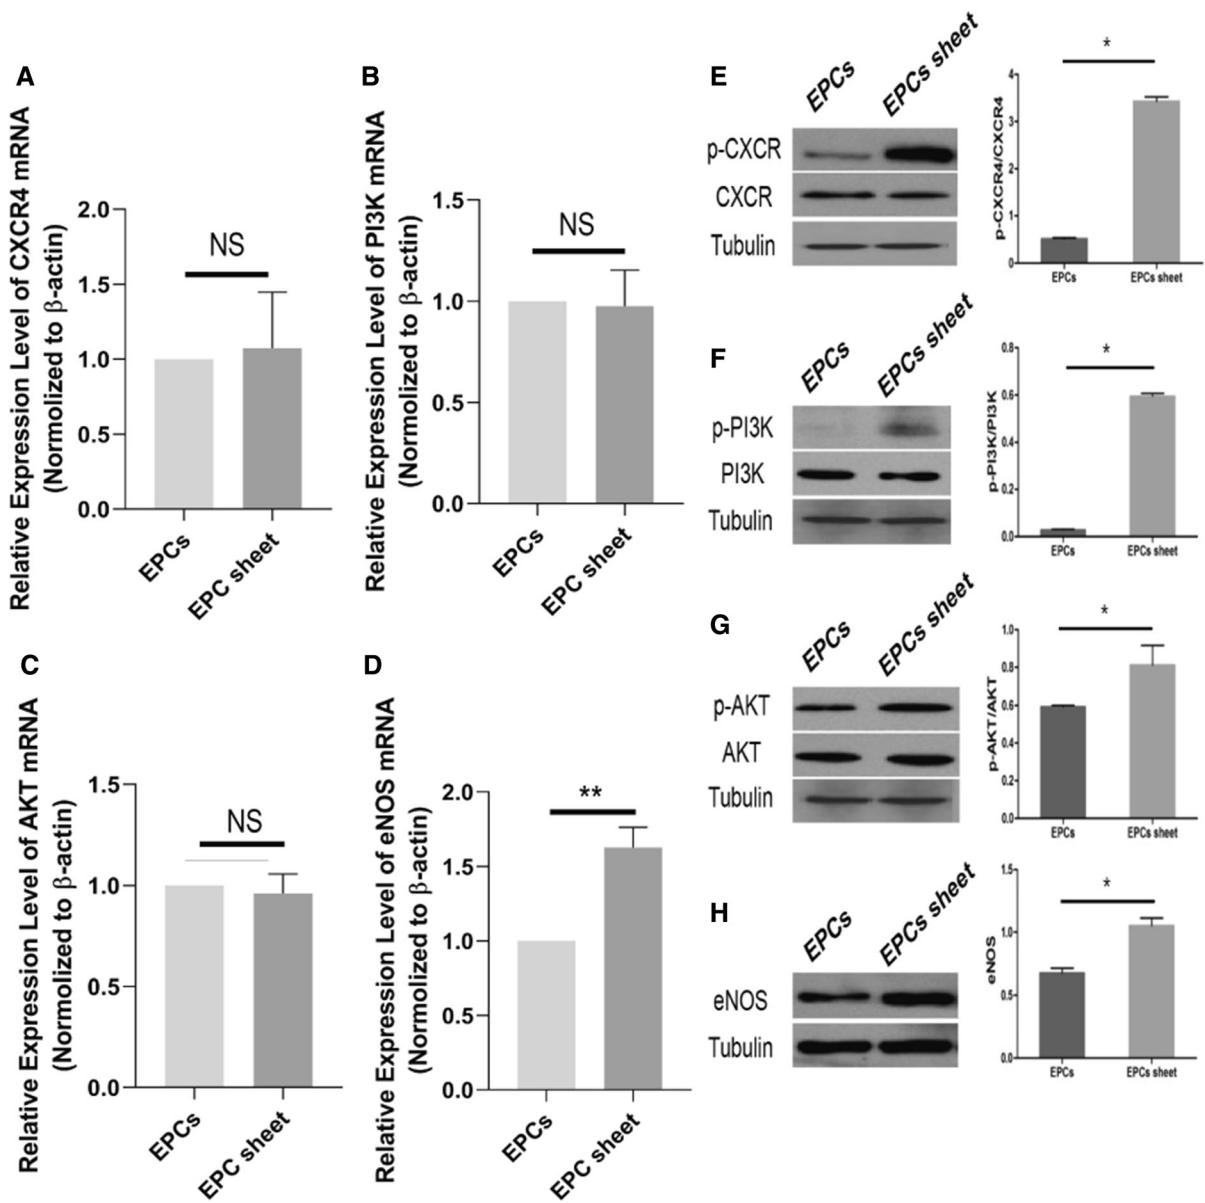 A
Relative Expression Level of CXCR4 mRNA
(Normolized to β-actin)
2.0
1.5
1.0
0.5
0.0
NS
EPCs
EPC sheet
B
Relative Expression Level of PI3K mRNA
(Normolized to β-actin)
1.5
1.0
0.5
0.0
NS
EPCs
EPC sheet
C
Relative Expression Level of AKT mRNA
(Normolized to β-actin)
1.5
1.0
0.5
0.0
NS
EPCs
EPC sheet
D
Relative Expression Level of eNOS mRNA
(Normolized to β-actin)
2.0
1.5
1.0
0.5
0.0
**
EPCs
EPC sheet
E
EPCs
EPCs sheet
p-CXCR
CXCR
Tubulin
p-CXCR4/CXCR4
4
3
2
1
0
*
EPCs
EPCs sheet
F
EPCs
EPCs sheet
p-PI3K
PI3K
Tubulin
p-PI3K/PI3K
0.8
0.6
0.4
0.2
0.0
*
EPCs
EPCs sheet
G
EPCs
EPCs sheet
p-AKT
AKT
Tubulin
p-AKT/AKT
1.0
0.8
0.6
0.4
0.2
0.0
*
EPCs
EPCs sheet
H
EPCs
EPCs sheet
eNOS
Tubulin
eNOS
1.5
1.0
0.5
0.0
*
EPCs
EPCs sheet